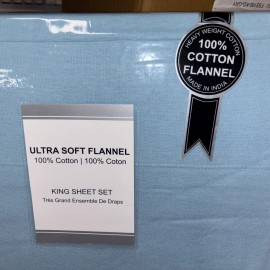 HEAVY WEIGHT COTTON
100%
COTTON
FLANNEL
MADE IN INDIA
ULTRA SOFT FLANNEL
100% Cotton | 100% Coton
KING SHEET SET
Très Grand Ensemble De Draps